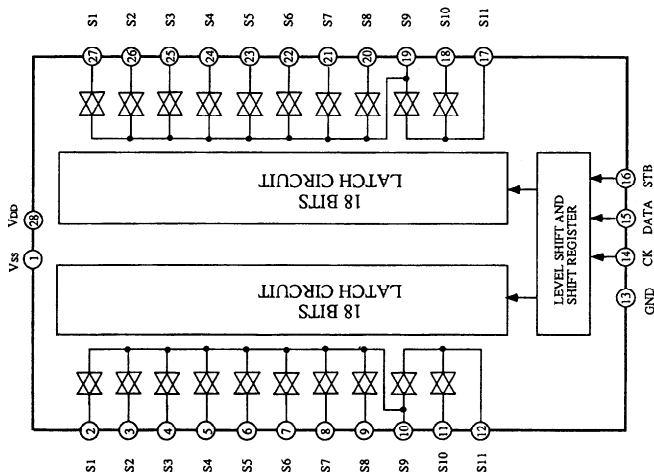 S1 S2 S3 S4 S5 S6 S7 S8 S9 S10 S11
27 26 25 24 23 22 21 20 19 18 17
VDD
28
18 BITS
LATCH CIRCUIT
16 STB
15 DATA
LEVEL SHIFT AND
SHIFT REGISTER
14 CK
VSS
1
18 BITS
LATCH CIRCUIT
13 GND
2 3 4 5 6 7 8 9 10 11 12
S1 S2 S3 S4 S5 S6 S7 S8 S9 S10 S11